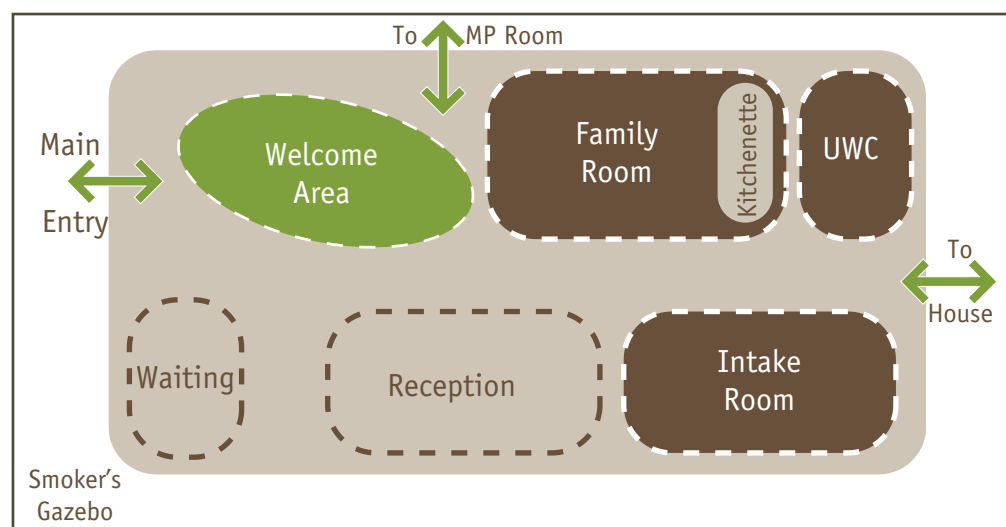 To MP Room
Main
Entry
Welcome
Area
Family
Room
Kitchenette
UWC
To
House
Waiting
Reception
Intake
Room
Smoker's
Gazebo